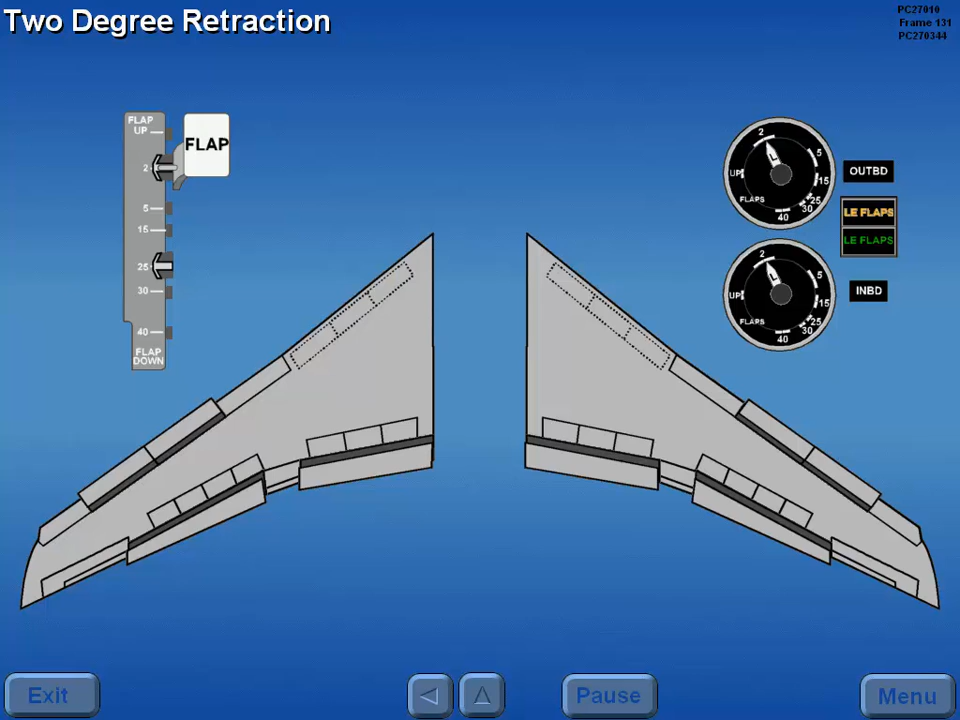 Two Degree Retraction
PC27010
Frame 131
PC270344
FLAP
UP
2
5
15
25
30
40
FLAP
DOWN
FLAP
2
5
15
25
30
40
UP
FLAPS
OUTBD
LE FLAPS
LE FLAPS
2
5
15
25
30
40
UP
FLAPS
INBD
Exit
Pause
Menu